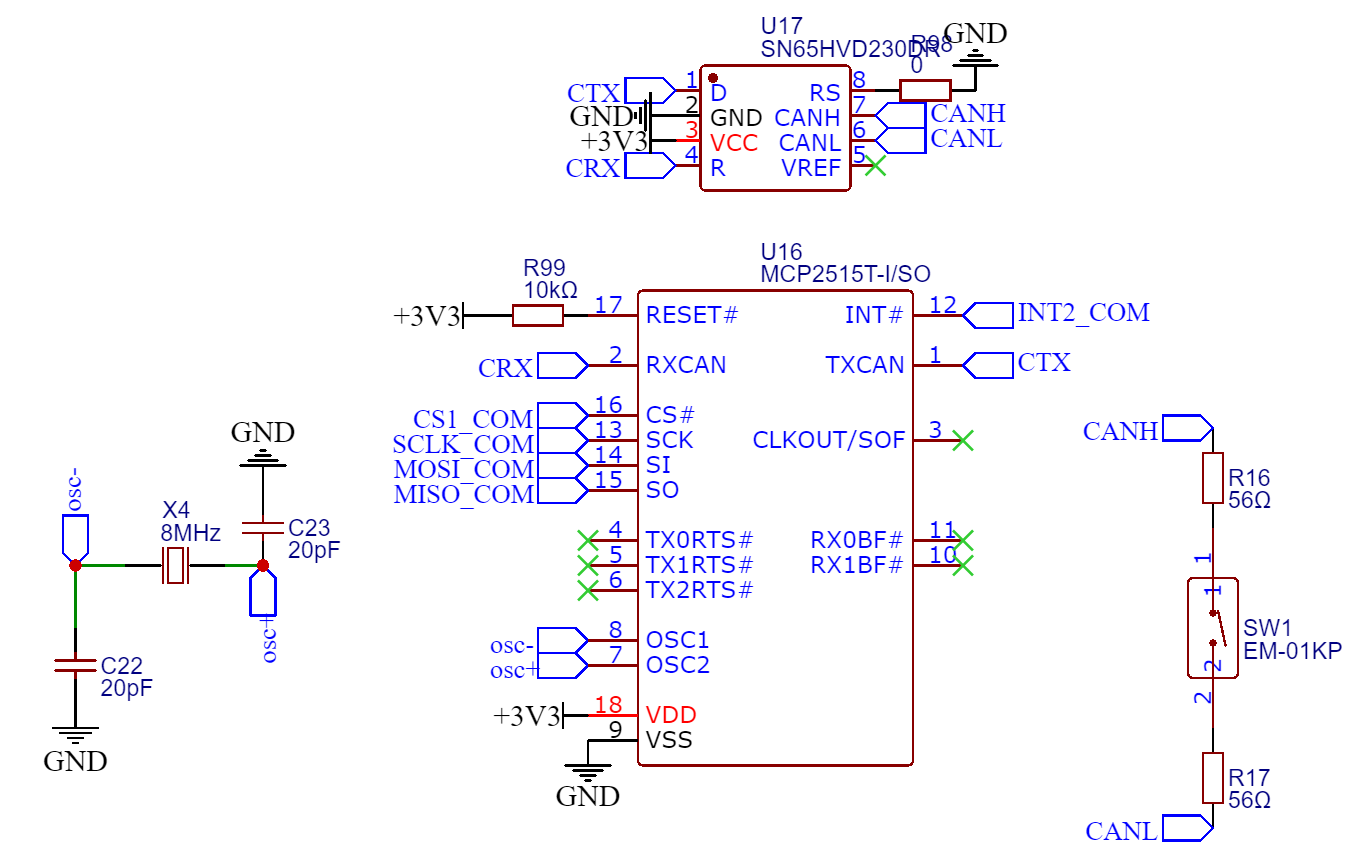 U17
SN65HVD230DR
R98
0
GND
CTX
1
D
RS
8
GND
2
GND
CANH
7
CANH
+3V3
3
VCC
CANL
6
CANL
CRX
4
R
VREF
5
U16
MCP2515T-I/SO
R99
10kΩ
+3V3
17
RESET#
INT#
12
INT2_COM
CRX
2
RXCAN
TXCAN
1
CTX
CS1_COM
16
CS#
SCLK_COM
13
SCK
CLKOUT/SOF
3
MOSI_COM
14
SI
MISO_COM
15
SO
4
TX0RTS#
RX0BF#
11
5
TX1RTS#
RX1BF#
10
6
TX2RTS#
osc-
8
OSC1
osc+
7
OSC2
+3V3
18
VDD
9
VSS
GND
GND
osc-
X4
8MHz
C23
20pF
osc+
C22
20pF
GND
CANH
R16
56Ω
1
1
SW1
EM-01KP
2
2
R17
56Ω
CANL